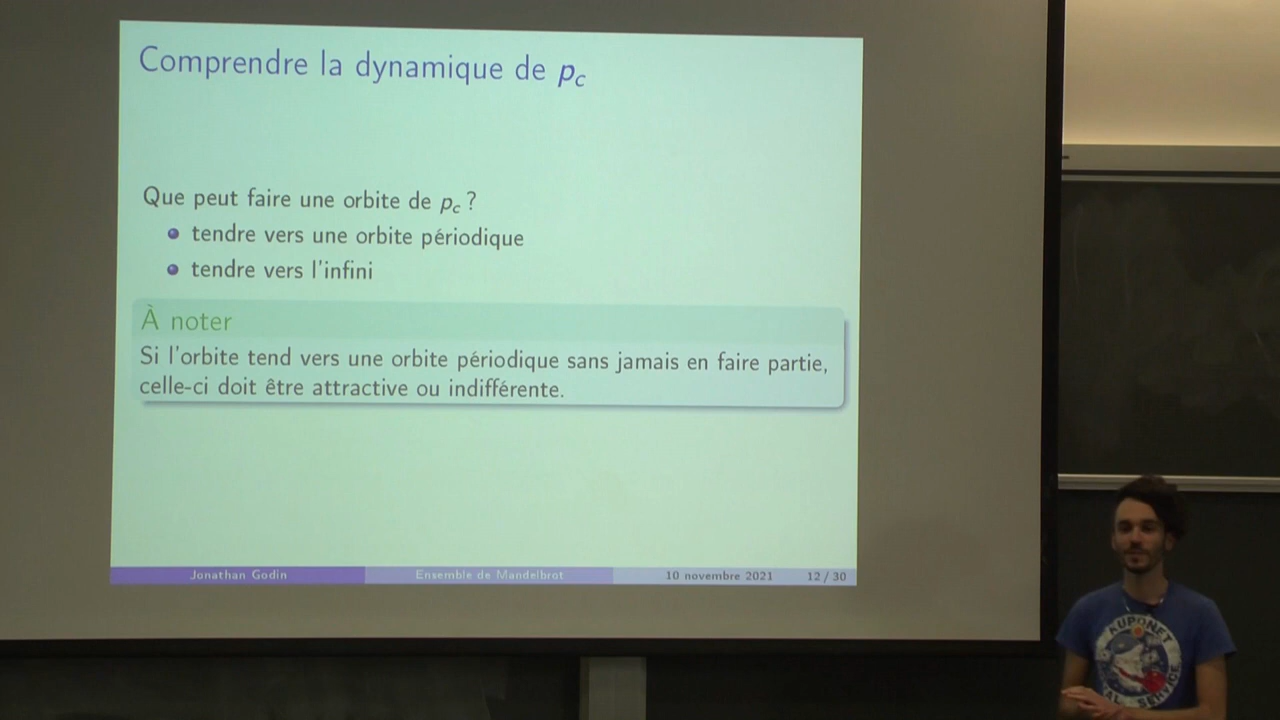 Comprendre la dynamique de p_c
Que peut faire une orbite de p_c ?
tendre vers une orbite périodique
tendre vers l'infini
À noter
Si l'orbite tend vers une orbite périodique sans jamais en faire partie,
celle-ci doit être attractive ou indifférente.
Jonathan Godin Ensemble de Mandelbrot 10 novembre 2021 12 / 30
KUPONET
SERVICE